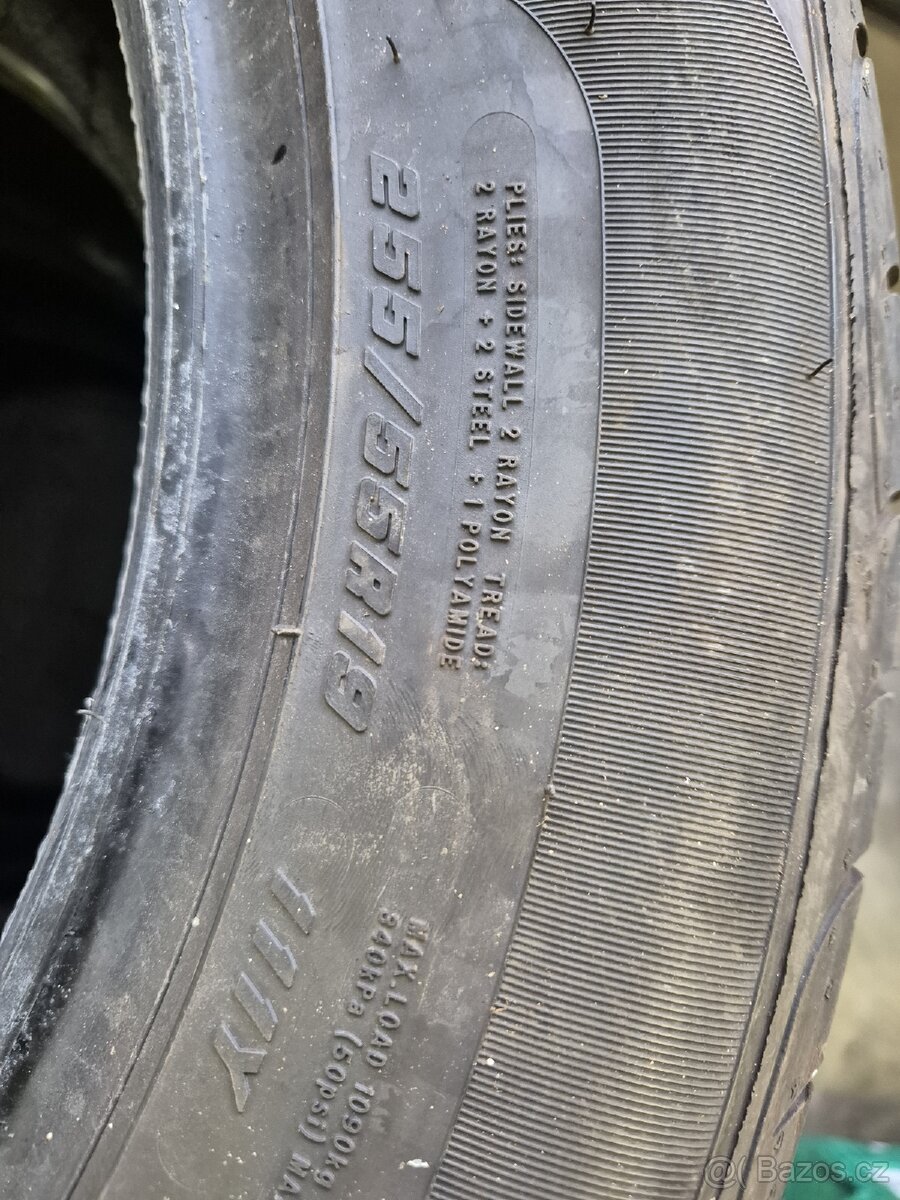 255/55R19
PLIES: SIDEWALL 2 RAYON TREAD:
2 RAYON + 2 STEEL + 1 POLYAMIDE
111Y
MAX.LOAD 1090Kg
340KPa (50psi)
@( Bazos.cz